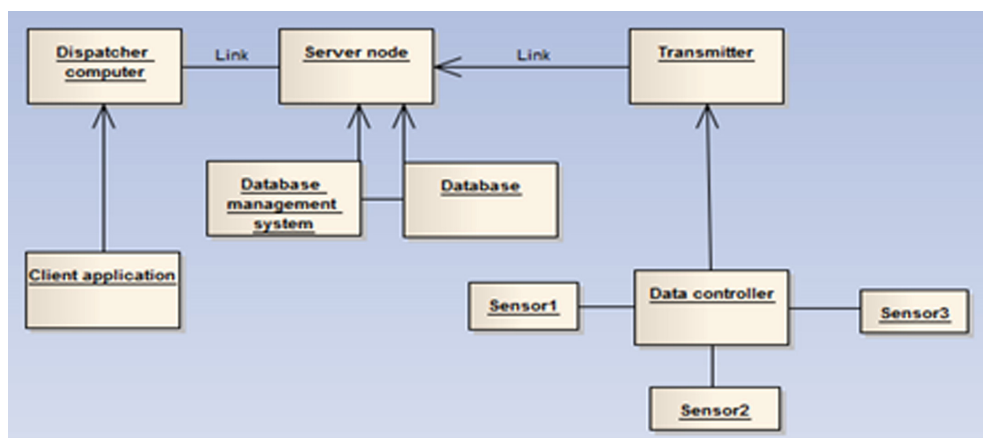 Dispatcher
computer
Link
Server node
Link
Transmitter
Database
management
system
Database
Client application
Data controller
Sensor1
Sensor3
Sensor2